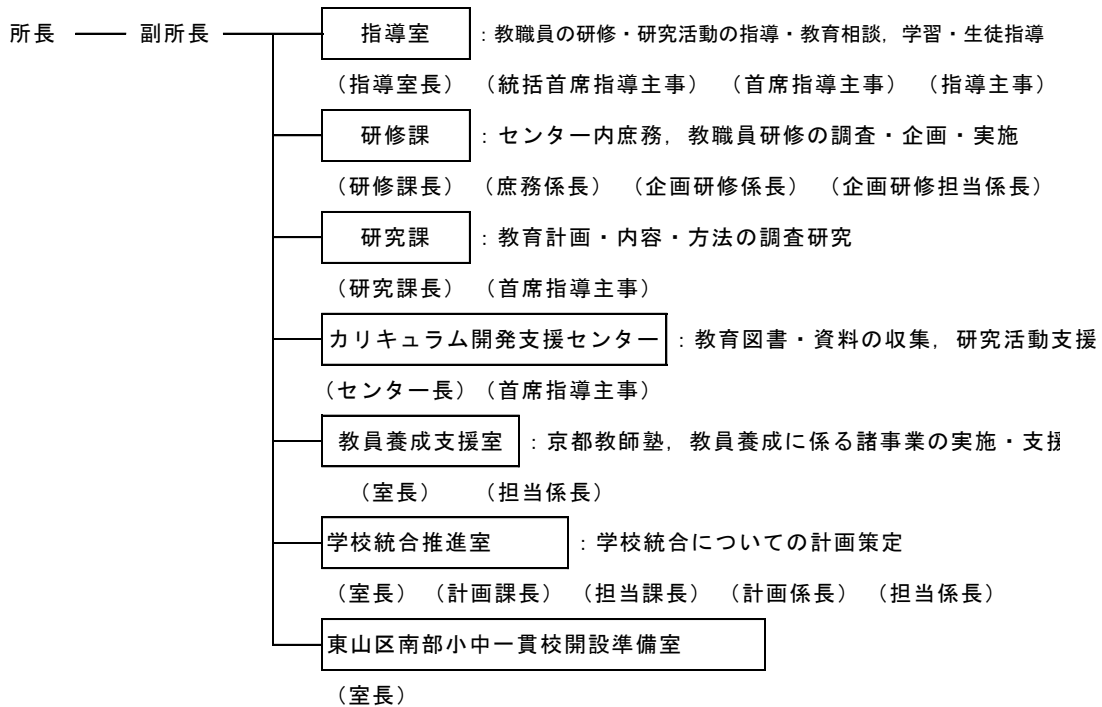 所長 副所長 指導室 ：教職員の研修・研究活動の指導・教育相談，学習・生徒指導
（指導室長）（統括首席指導主事）（首席指導主事）（指導主事）
研修課 ：センター内庶務，教職員研修の調査・企画・実施
（研修課長）（庶務係長）（企画研修係長）（企画研修担当係長）
研究課 ：教育計画・内容・方法の調査研究
（研究課長）（首席指導主事）
カリキュラム開発支援センター ：教育図書・資料の収集，研究活動支援
（センター長）（首席指導主事）
教員養成支援室 ：京都教師塾，教員養成に係る諸事業の実施・支援
（室長）（担当係長）
学校統合推進室 ：学校統合についての計画策定
（室長）（計画課長）（担当課長）（計画係長）（担当係長）
東山区南部小中一貫校開設準備室
（室長）